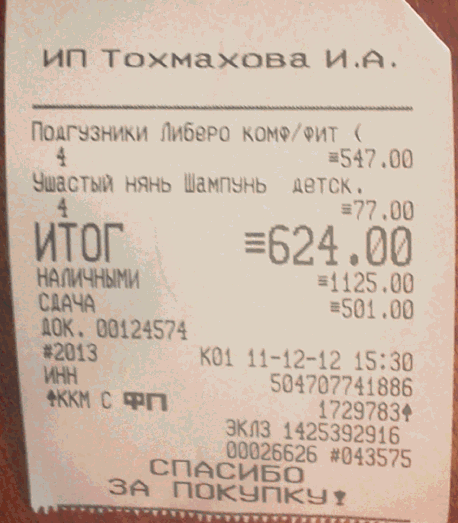 ИП Тохмахова И.А.
Подгузники Либеро комф/фит (
4 ≡547.00
Ушастый нянь Шампунь детск.
4 ≡77.00
ИТОГ ≡624.00
НАЛИЧНЫМИ ≡1125.00
СДАЧА ≡501.00
ДОК. 00124574
#2013 К01 11-12-12 15:30
ИНН 504707741886
ККМ С ФП 1729783
ЭКЛЗ 1425392916
00026626 #043575
СПАСИБО
ЗА ПОКУПКУ!